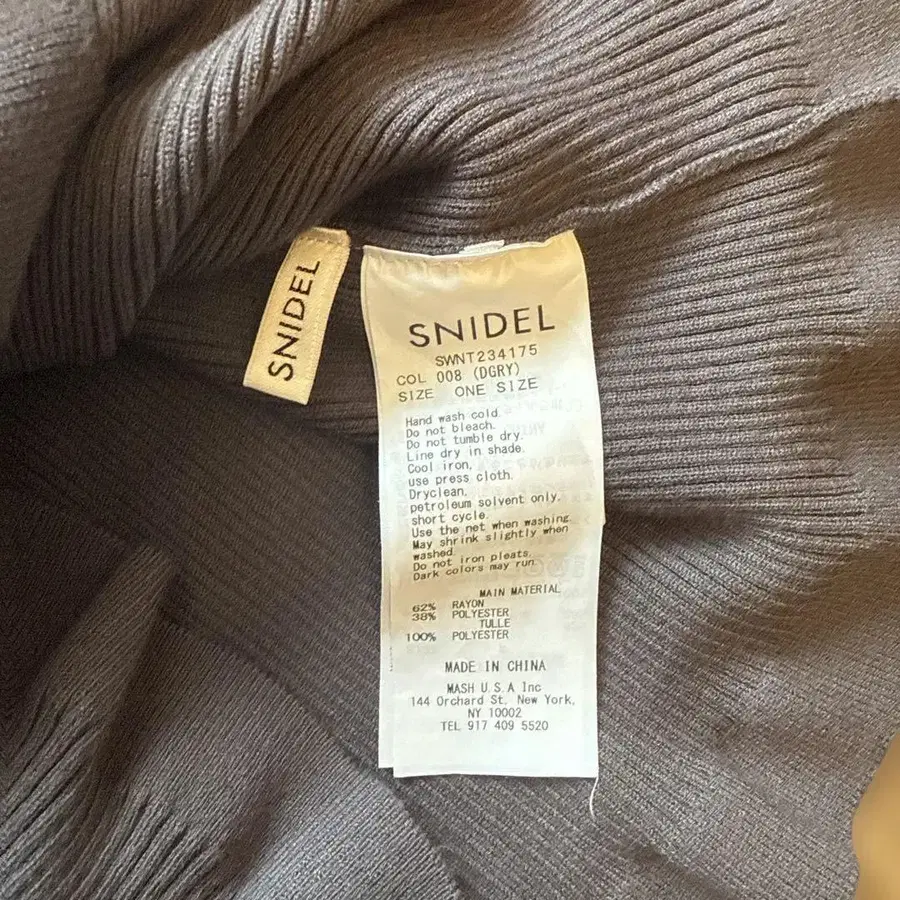 SNIDEL
SNIDEL
SWNT234175
COL 008 (DGRY)
SIZE ONE SIZE
Hand wash cold.
Do not bleach.
Do not tumble dry.
Line dry in shade.
Cool iron,
use press cloth.
Dryclean,
petroleum solvent only.
short cycle.
Use the net when washing
May shrink slightly when
washed.
Do not iron pleats.
Dark colors may run
MAIN MATERIAL
62% RAYON
38% POLYESTER
TULLE
100% POLYESTER
MADE IN CHINA
MASH U.S.A Inc
144 Orchard St, New York,
NY 10002
TEL 917 409 5520